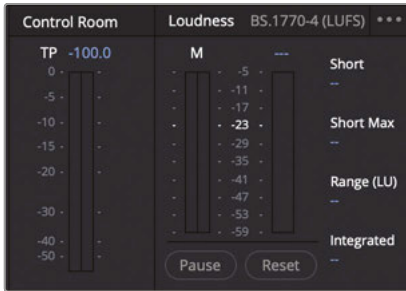 Control Room
Loudness BS.1770-4 (LUFS) •••
TP -100.0
0
-5
-10
-15
-20
-30
-40
-50
M ---
-5
-11
-17
-23
-29
-35
-41
-47
-53
-59
Short
--
Short Max
--
Range (LU)
--
Integrated
--
Pause
Reset